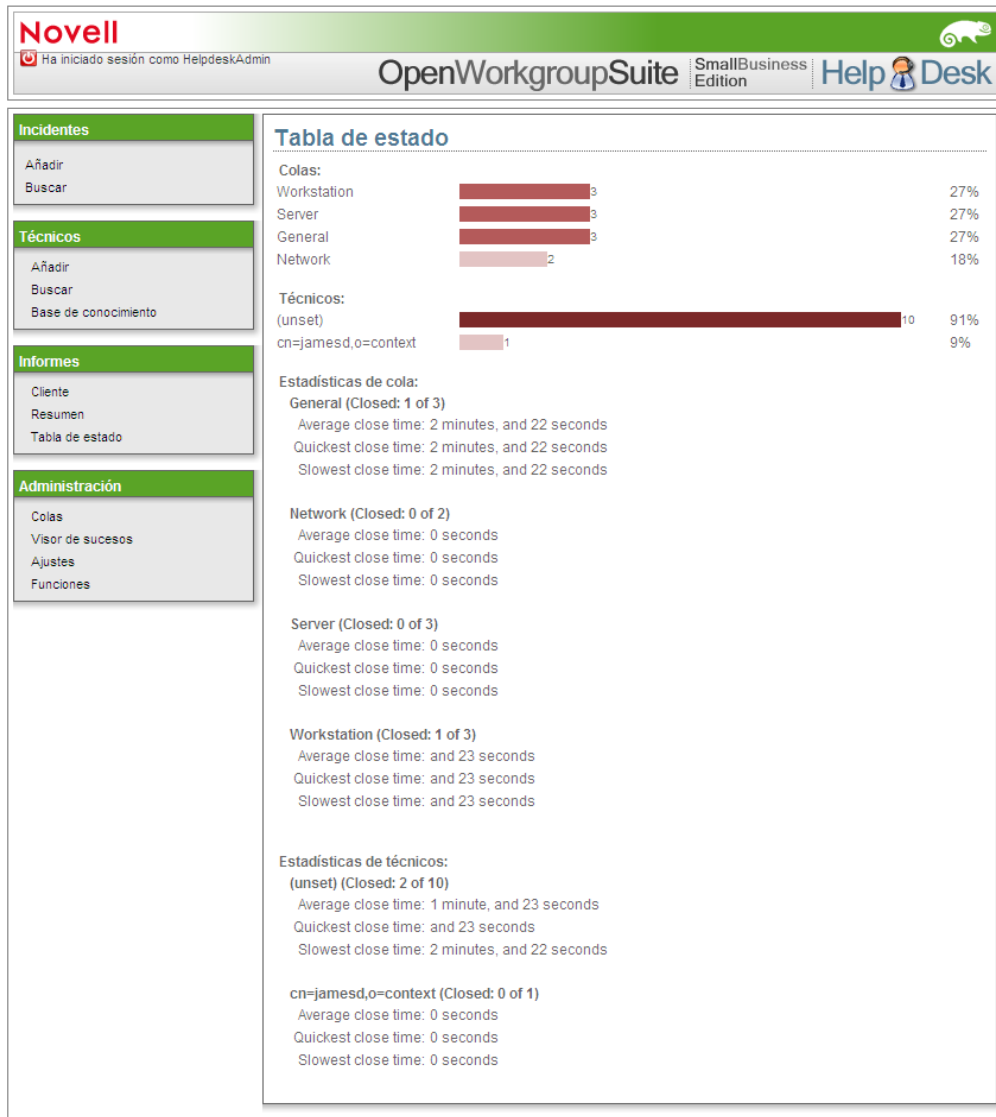 Novell
Ha iniciado sesión como HelpdeskAdmin
OpenWorkgroupSuite SmallBusiness Edition Help Desk
Incidentes
Añadir
Buscar
Técnicos
Añadir
Buscar
Base de conocimiento
Informes
Cliente
Resumen
Tabla de estado
Administración
Colas
Visor de sucesos
Ajustes
Funciones
Tabla de estado
Colas:
Workstation 3 27%
Server 3 27%
General 3 27%
Network 2 18%
Técnicos:
(unset) 10 91%
cn=jamesd,o=context 1 9%
Estadísticas de cola:
General (Closed: 1 of 3)
Average close time: 2 minutes, and 22 seconds
Quickest close time: 2 minutes, and 22 seconds
Slowest close time: 2 minutes, and 22 seconds
Network (Closed: 0 of 2)
Average close time: 0 seconds
Quickest close time: 0 seconds
Slowest close time: 0 seconds
Server (Closed: 0 of 3)
Average close time: 0 seconds
Quickest close time: 0 seconds
Slowest close time: 0 seconds
Workstation (Closed: 1 of 3)
Average close time: and 23 seconds
Quickest close time: and 23 seconds
Slowest close time: and 23 seconds
Estadísticas de técnicos:
(unset) (Closed: 2 of 10)
Average close time: 1 minute, and 23 seconds
Quickest close time: and 23 seconds
Slowest close time: 2 minutes, and 22 seconds
cn=jamesd,o=context (Closed: 0 of 1)
Average close time: 0 seconds
Quickest close time: 0 seconds
Slowest close time: 0 seconds